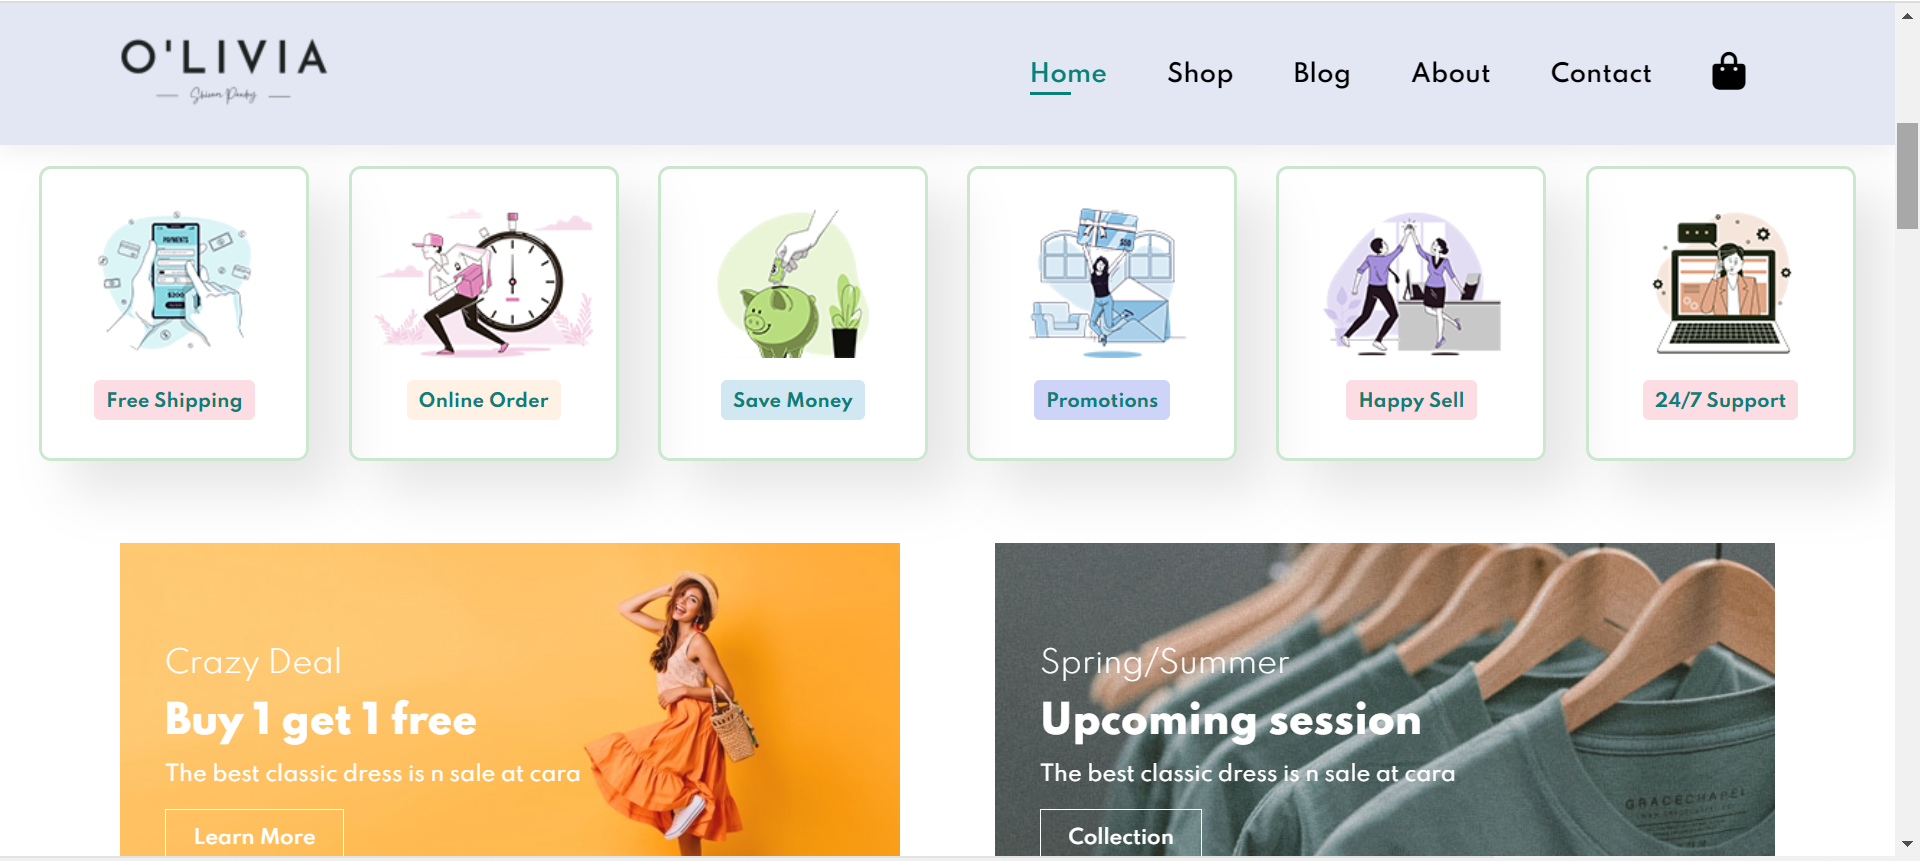 O'LIVIA
Home
Shop
Blog
About
Contact
PAYMENTS
$200
$50
Free Shipping
Online Order
Save Money
Promotions
Happy Sell
24/7 Support
Crazy Deal
Buy 1 get 1 free
The best classic dress is n sale at cara
Learn More
Spring/Summer
Upcoming session
The best classic dress is n sale at cara
Collection
GRACECHAPEL